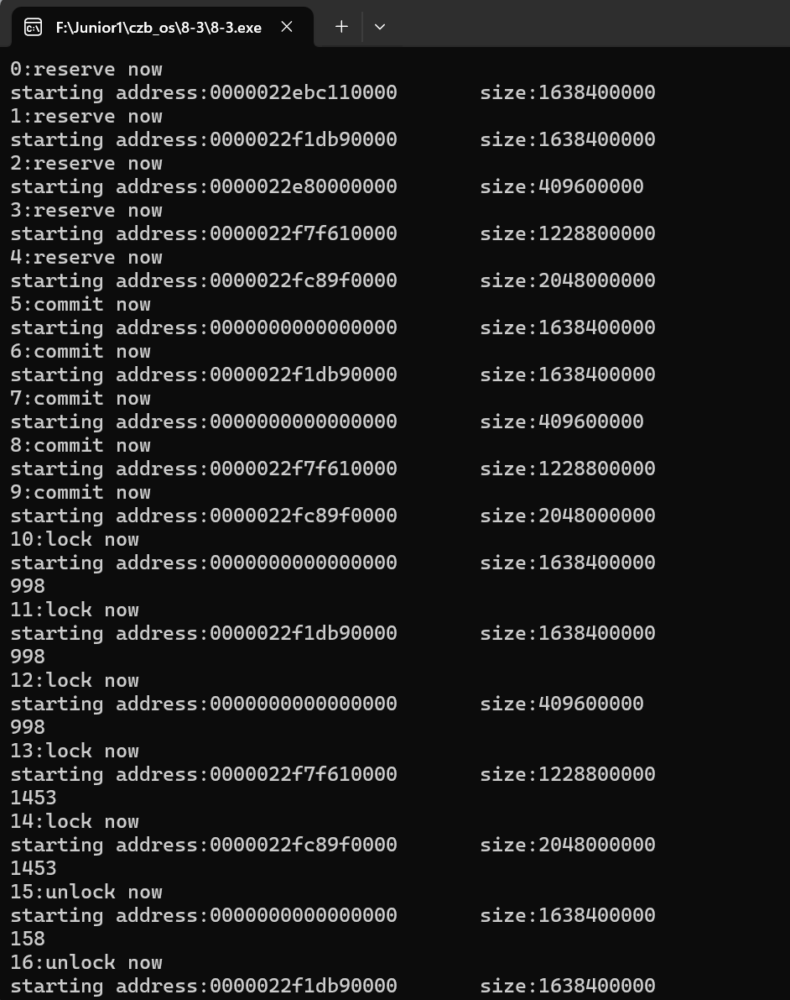 F:\Junior1\czb_os\8-3\8-3.exe
0:reserve now
starting address:0000022ebc110000 size:1638400000
1:reserve now
starting address:0000022f1db90000 size:1638400000
2:reserve now
starting address:0000022e80000000 size:409600000
3:reserve now
starting address:0000022f7f610000 size:1228800000
4:reserve now
starting address:0000022fc89f0000 size:2048000000
5:commit now
starting address:0000000000000000 size:1638400000
6:commit now
starting address:0000022f1db90000 size:1638400000
7:commit now
starting address:0000000000000000 size:409600000
8:commit now
starting address:0000022f7f610000 size:1228800000
9:commit now
starting address:0000022fc89f0000 size:2048000000
10:lock now
starting address:0000000000000000 size:1638400000
998
11:lock now
starting address:0000022f1db90000 size:1638400000
998
12:lock now
starting address:0000000000000000 size:409600000
998
13:lock now
starting address:0000022f7f610000 size:1228800000
1453
14:lock now
starting address:0000022fc89f0000 size:2048000000
1453
15:unlock now
starting address:0000000000000000 size:1638400000
158
16:unlock now
starting address:0000022f1db90000 size:1638400000